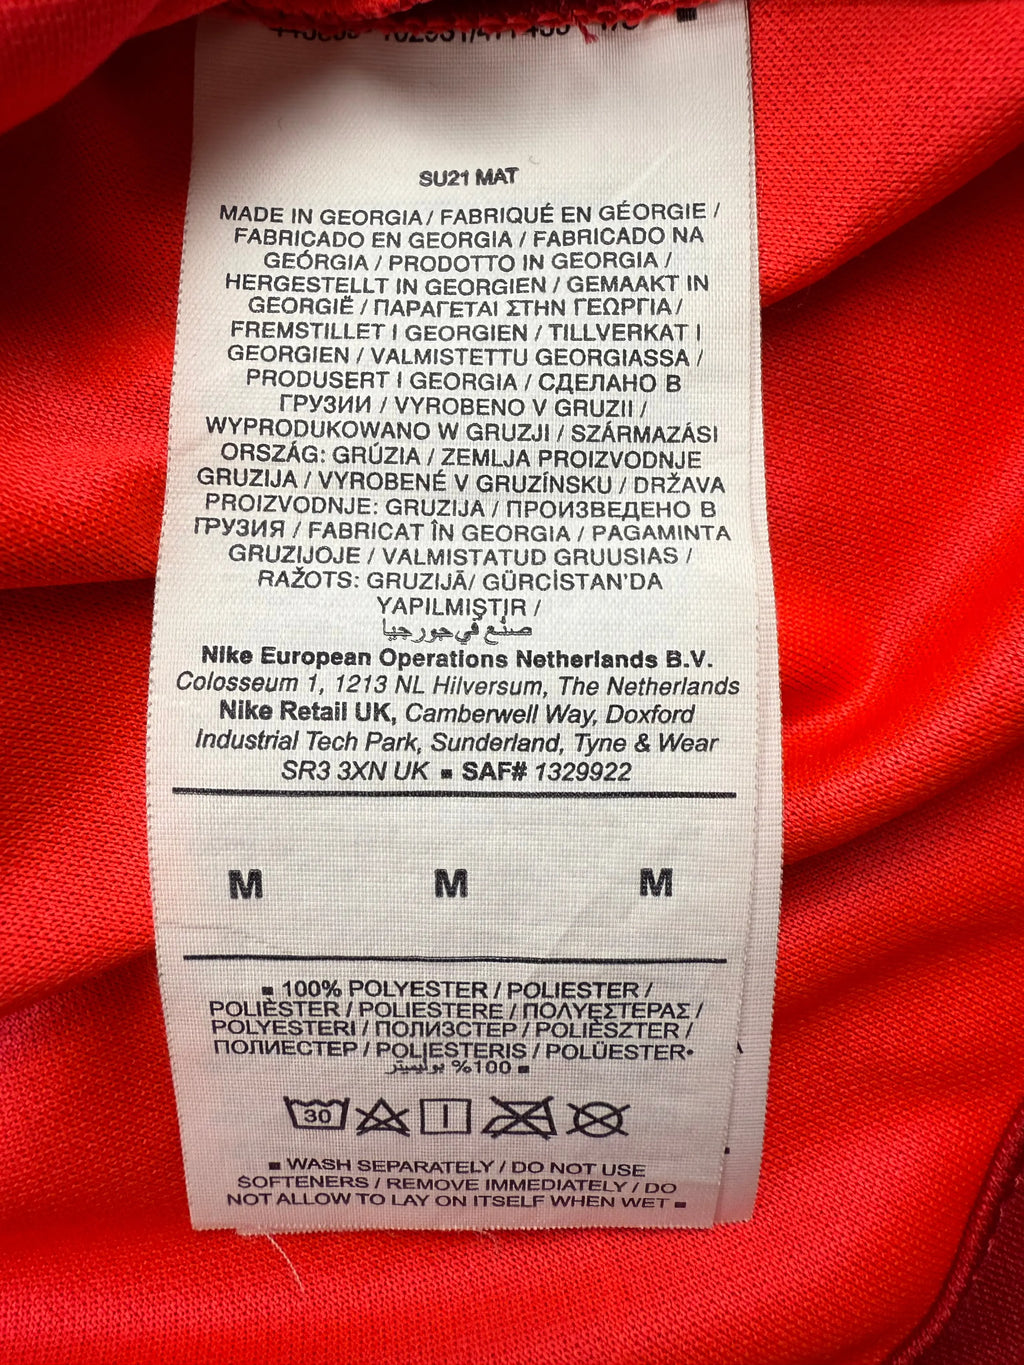 SU21 MAT
MADE IN GEORGIA / FABRIQUÉ EN GÉORGIE /
FABRICADO EN GEORGIA / FABRICADO NA
GEÓRGIA / PRODOTTO IN GEORGIA /
HERGESTELLT IN GEORGIEN / GEMAAKT IN
GEORGIË / ΠΑΡΑΓΕΤΑΙ ΣΤΗΝ ΓΕΩΡΓΙΑ /
FREMSTILLET I GEORGIEN / TILLVERKAT I
GEORGIEN / VALMISTETTU GEORGIASSA /
PRODUSERT I GEORGIA / СДЕЛАНО В
ГРУЗИИ / VYROBENO V GRUZII /
WYPRODUKOWANO W GRUZJI / SZÁRMAZÁSI
ORSZÁG: GRÚZIA / ZEMLJA PROIZVODNJE
GRUZIJA / VYROBENÉ V GRUZÍNSKU / DRŽAVA
PROIZVODNJE: GRUZIJA / ПРОИЗВЕДЕНО В
ГРУЗИЯ / FABRICAT ÎN GEORGIA / PAGAMINTA
GRUZIJOJE / VALMISTATUD GRUUSIAS /
RAŽOTS: GRUZIJĀ/ GÜRCİSTAN'DA
YAPILMIŞTIR /
صنع في جورجيا
Nike European Operations Netherlands B.V.
Colosseum 1, 1213 NL Hilversum, The Netherlands
Nike Retail UK, Camberwell Way, Doxford
Industrial Tech Park, Sunderland, Tyne & Wear
SR3 3XN UK ▪ SAF# 1329922
M M M
▪ 100% POLYESTER / POLIESTER /
POLIÈSTER / POLIESTERE / ΠΟΛΥΕΣΤΕΡΑΣ /
POLYESTERI / ПОЛИЭСТЕР / POLIÉSZTER /
ПОЛИЕСТЕР / POLIESTERIS / POLÜESTER•
100% بوليستر ▪
30
▪ WASH SEPARATELY / DO NOT USE
SOFTENERS / REMOVE IMMEDIATELY / DO
NOT ALLOW TO LAY ON ITSELF WHEN WET ▪